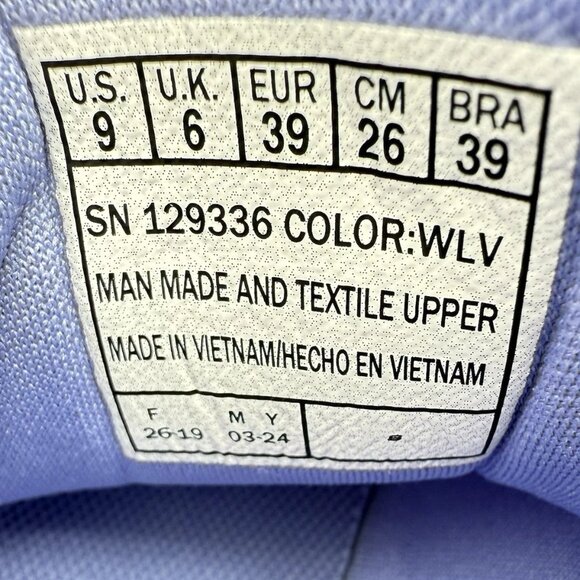 U.S. U.K. EUR CM BRA
9 6 39 26 39
SN 129336 COLOR:WLV
MAN MADE AND TEXTILE UPPER
MADE IN VIETNAM/HECHO EN VIETNAM
F M Y
26-19 03-24